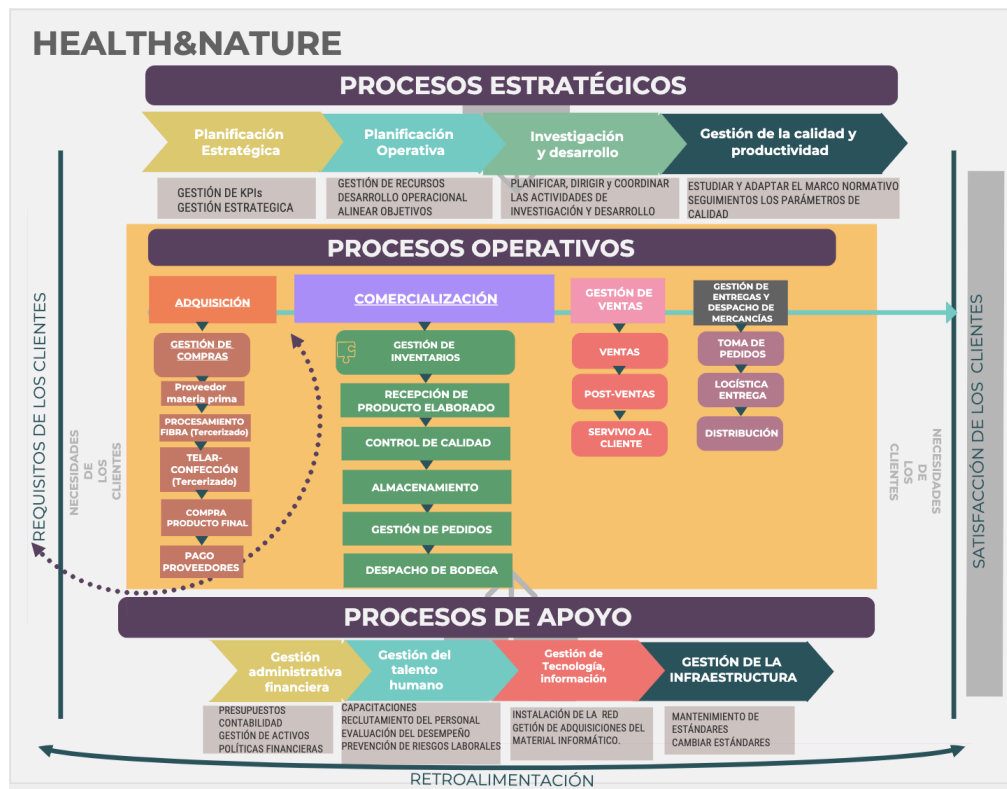 HEALTH&NATURE
PROCESOS ESTRATÉGICOS
Planificación
Estratégica
Planificación
Operativa
Investigación
y desarrollo
Gestión de la calidad y
productividad
GESTIÓN DE KPIs
GESTIÓN ESTRATEGICA
GESTIÓN DE RECURSOS
DESARROLLO OPERACIONAL
ALINEAR OBJETIVOS
PLANIFICAR, DIRIGIR y COORDINAR
LAS ACTIVIDADES DE
INVESTIGACIÓN Y DESARROLLO
ESTUDIAR Y ADAPTAR EL MARCO NORMATIVO
SEGUIMIENTOS LOS PARÁMETROS DE
CALIDAD
REQUISITOS DE LOS CLIENTES
NECESIDADES
DE
LOS
CLIENTES
PROCESOS OPERATIVOS
ADQUISICIÓN
GESTIÓN DE
COMPRAS
Proveedor
materia prima
PROCESAMIENTO
FIBRA (Tercerizado)
TELAR-
CONFECCIÓN
(Tercerizado)
COMPRA
PRODUCTO FINAL
PAGO
PROVEEDORES
COMERCIALIZACIÓN
GESTIÓN DE
INVENTARIOS
RECEPCIÓN DE
PRODUCTO ELABORADO
CONTROL DE CALIDAD
ALMACENAMIENTO
GESTIÓN DE PEDIDOS
DESPACHO DE BODEGA
GESTIÓN DE
VENTAS
VENTAS
POST-VENTAS
SERVIVIO AL
CLIENTE
GESTIÓN DE
ENTREGAS Y
DESPACHO DE
MERCANCÍAS
TOMA DE
PEDIDOS
LOGÍSTICA
ENTREGA
DISTRIBUCIÓN
NECESIDADES
DE
LOS
CLIENTES
SATISFACCIÓN DE LOS CLIENTES
PROCESOS DE APOYO
Gestión
administrativa
financiera
Gestión del
talento
humano
Gestión de
Tecnología,
información
GESTIÓN DE LA
INFRAESTRUCTURA
PRESUPUESTOS
CONTABILIDAD
GESTIÓN DE ACTIVOS
POLÍTICAS FINANCIERAS
CAPACITACIONES
RECLUTAMIENTO DEL PERSONAL
EVALUACIÓN DEL DESEMPEÑO
PREVENCIÓN DE RIESGOS LABORALES
INSTALACIÓN DE LA RED
GETIÓN DE ADQUISICIONES DEL
MATERIAL INFORMÁTICO.
MANTENIMIENTO DE
ESTÁNDARES
CAMBIAR ESTÁNDARES
RETROALIMENTACIÓN